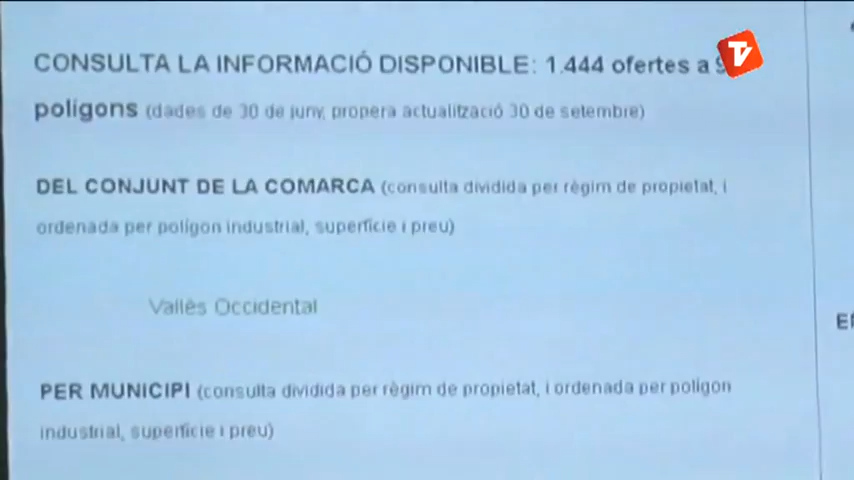 CONSULTA LA INFORMACIÓ DISPONIBLE: 1.444 ofertes a
TV
polígons (dades de 30 de juny, propera actualització 30 de setembre)
DEL CONJUNT DE LA COMARCA (consulta dividida per règim de propietat, i
ordenada per polígon industrial, superfície i preu)
Vallès Occidental
PER MUNICIPI (consulta dividida per règim de propietat, i ordenada per polígon
industrial, superfície i preu)